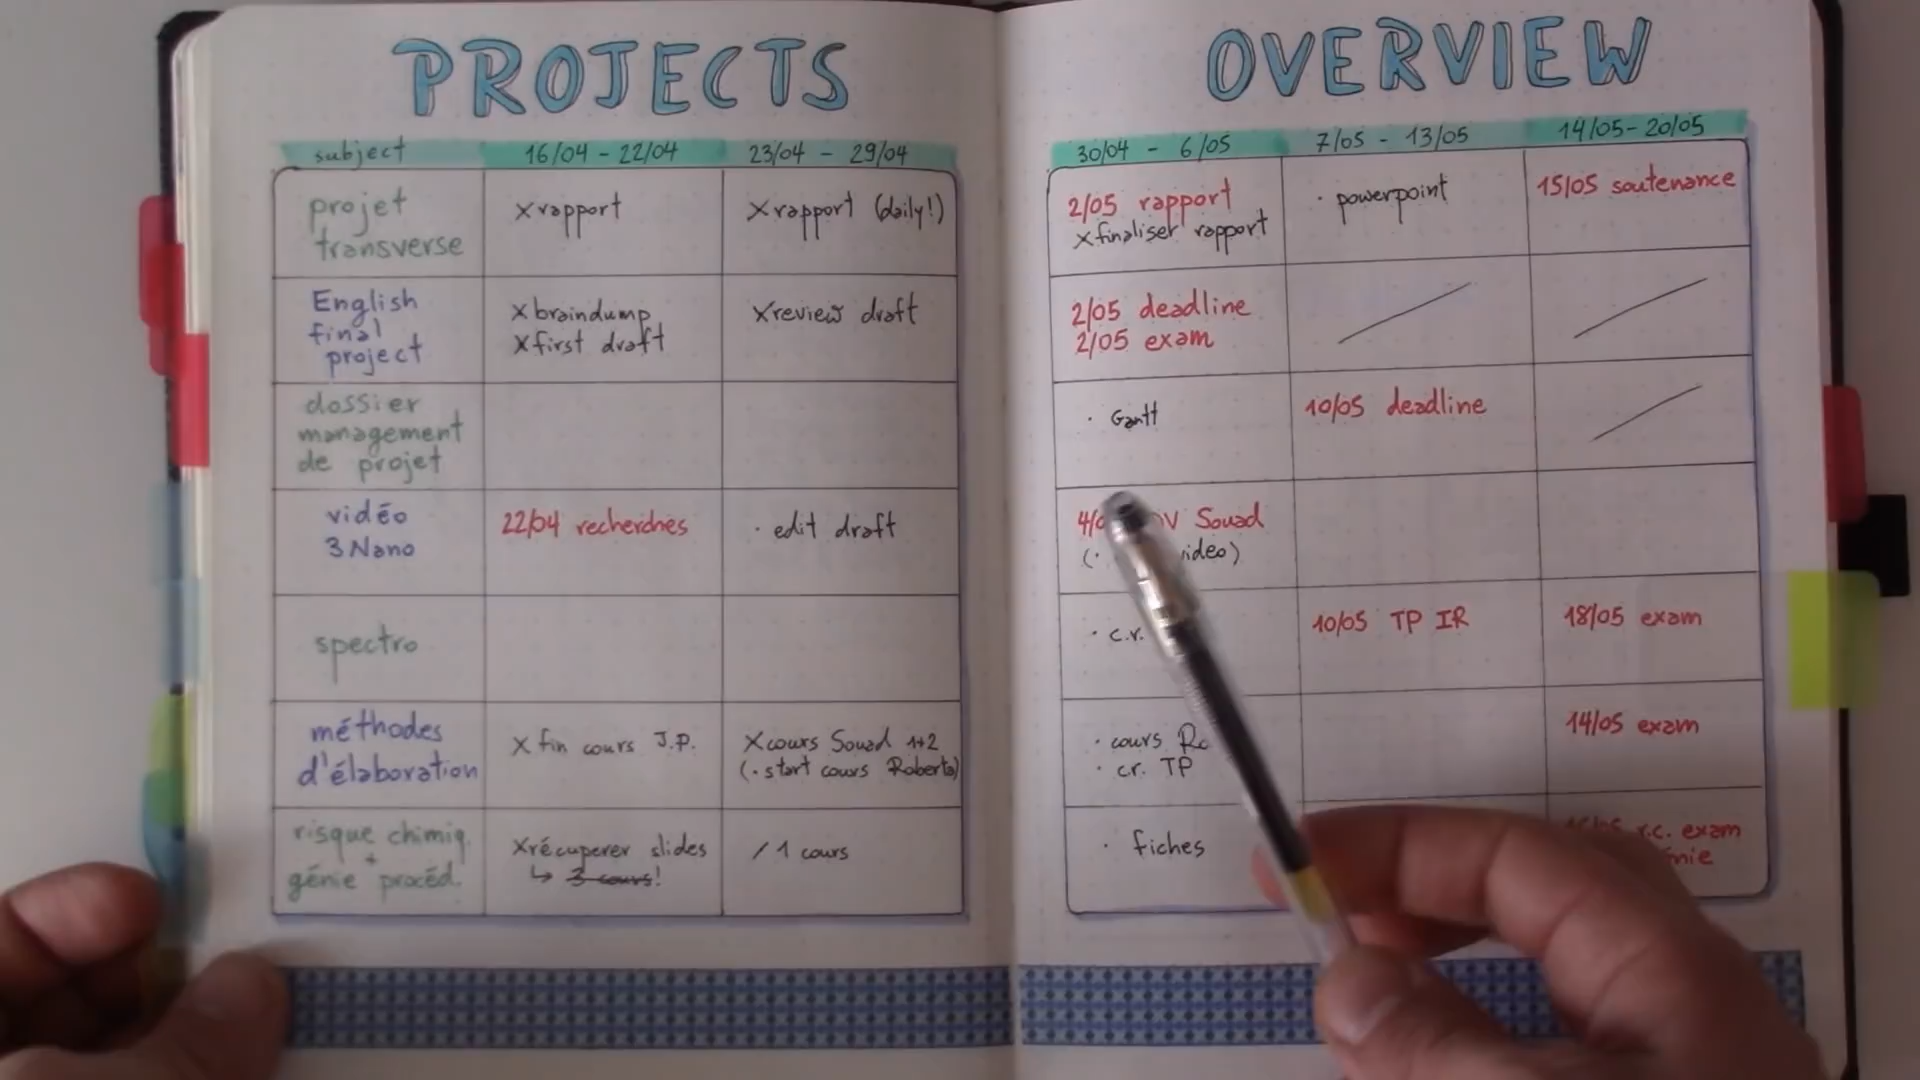 PROJECTS
OVERVIEW
subject
16/04 - 22/04
23/04 - 29/04
30/04 - 6/05
7/05 - 13/05
14/05 - 20/05
projet
transverse
x rapport
x rapport (daily!)
2/05 rapport
x finaliser rapport
· powerpoint
15/05 soutenance
English
final
project
x braindump
x first draft
x review draft
2/05 deadline
2/05 exam
dossier
management
de projet
· Gantt
10/05 deadline
vidéo
3 Nano
22/04 recherches
· edit draft
Souad
video)
spectro
· c.r.
10/05 TP IR
18/05 exam
méthodes
d'élaboration
x fin cours J.P.
x cours Souad 1+2
(· start cours Roberta)
· cours
· cr. TP
14/05 exam
risque chimiq.
+
génie procéd.
x récuperer slides
↳ 3 cours!
/ 1 cours
· fiches
r.c. exam